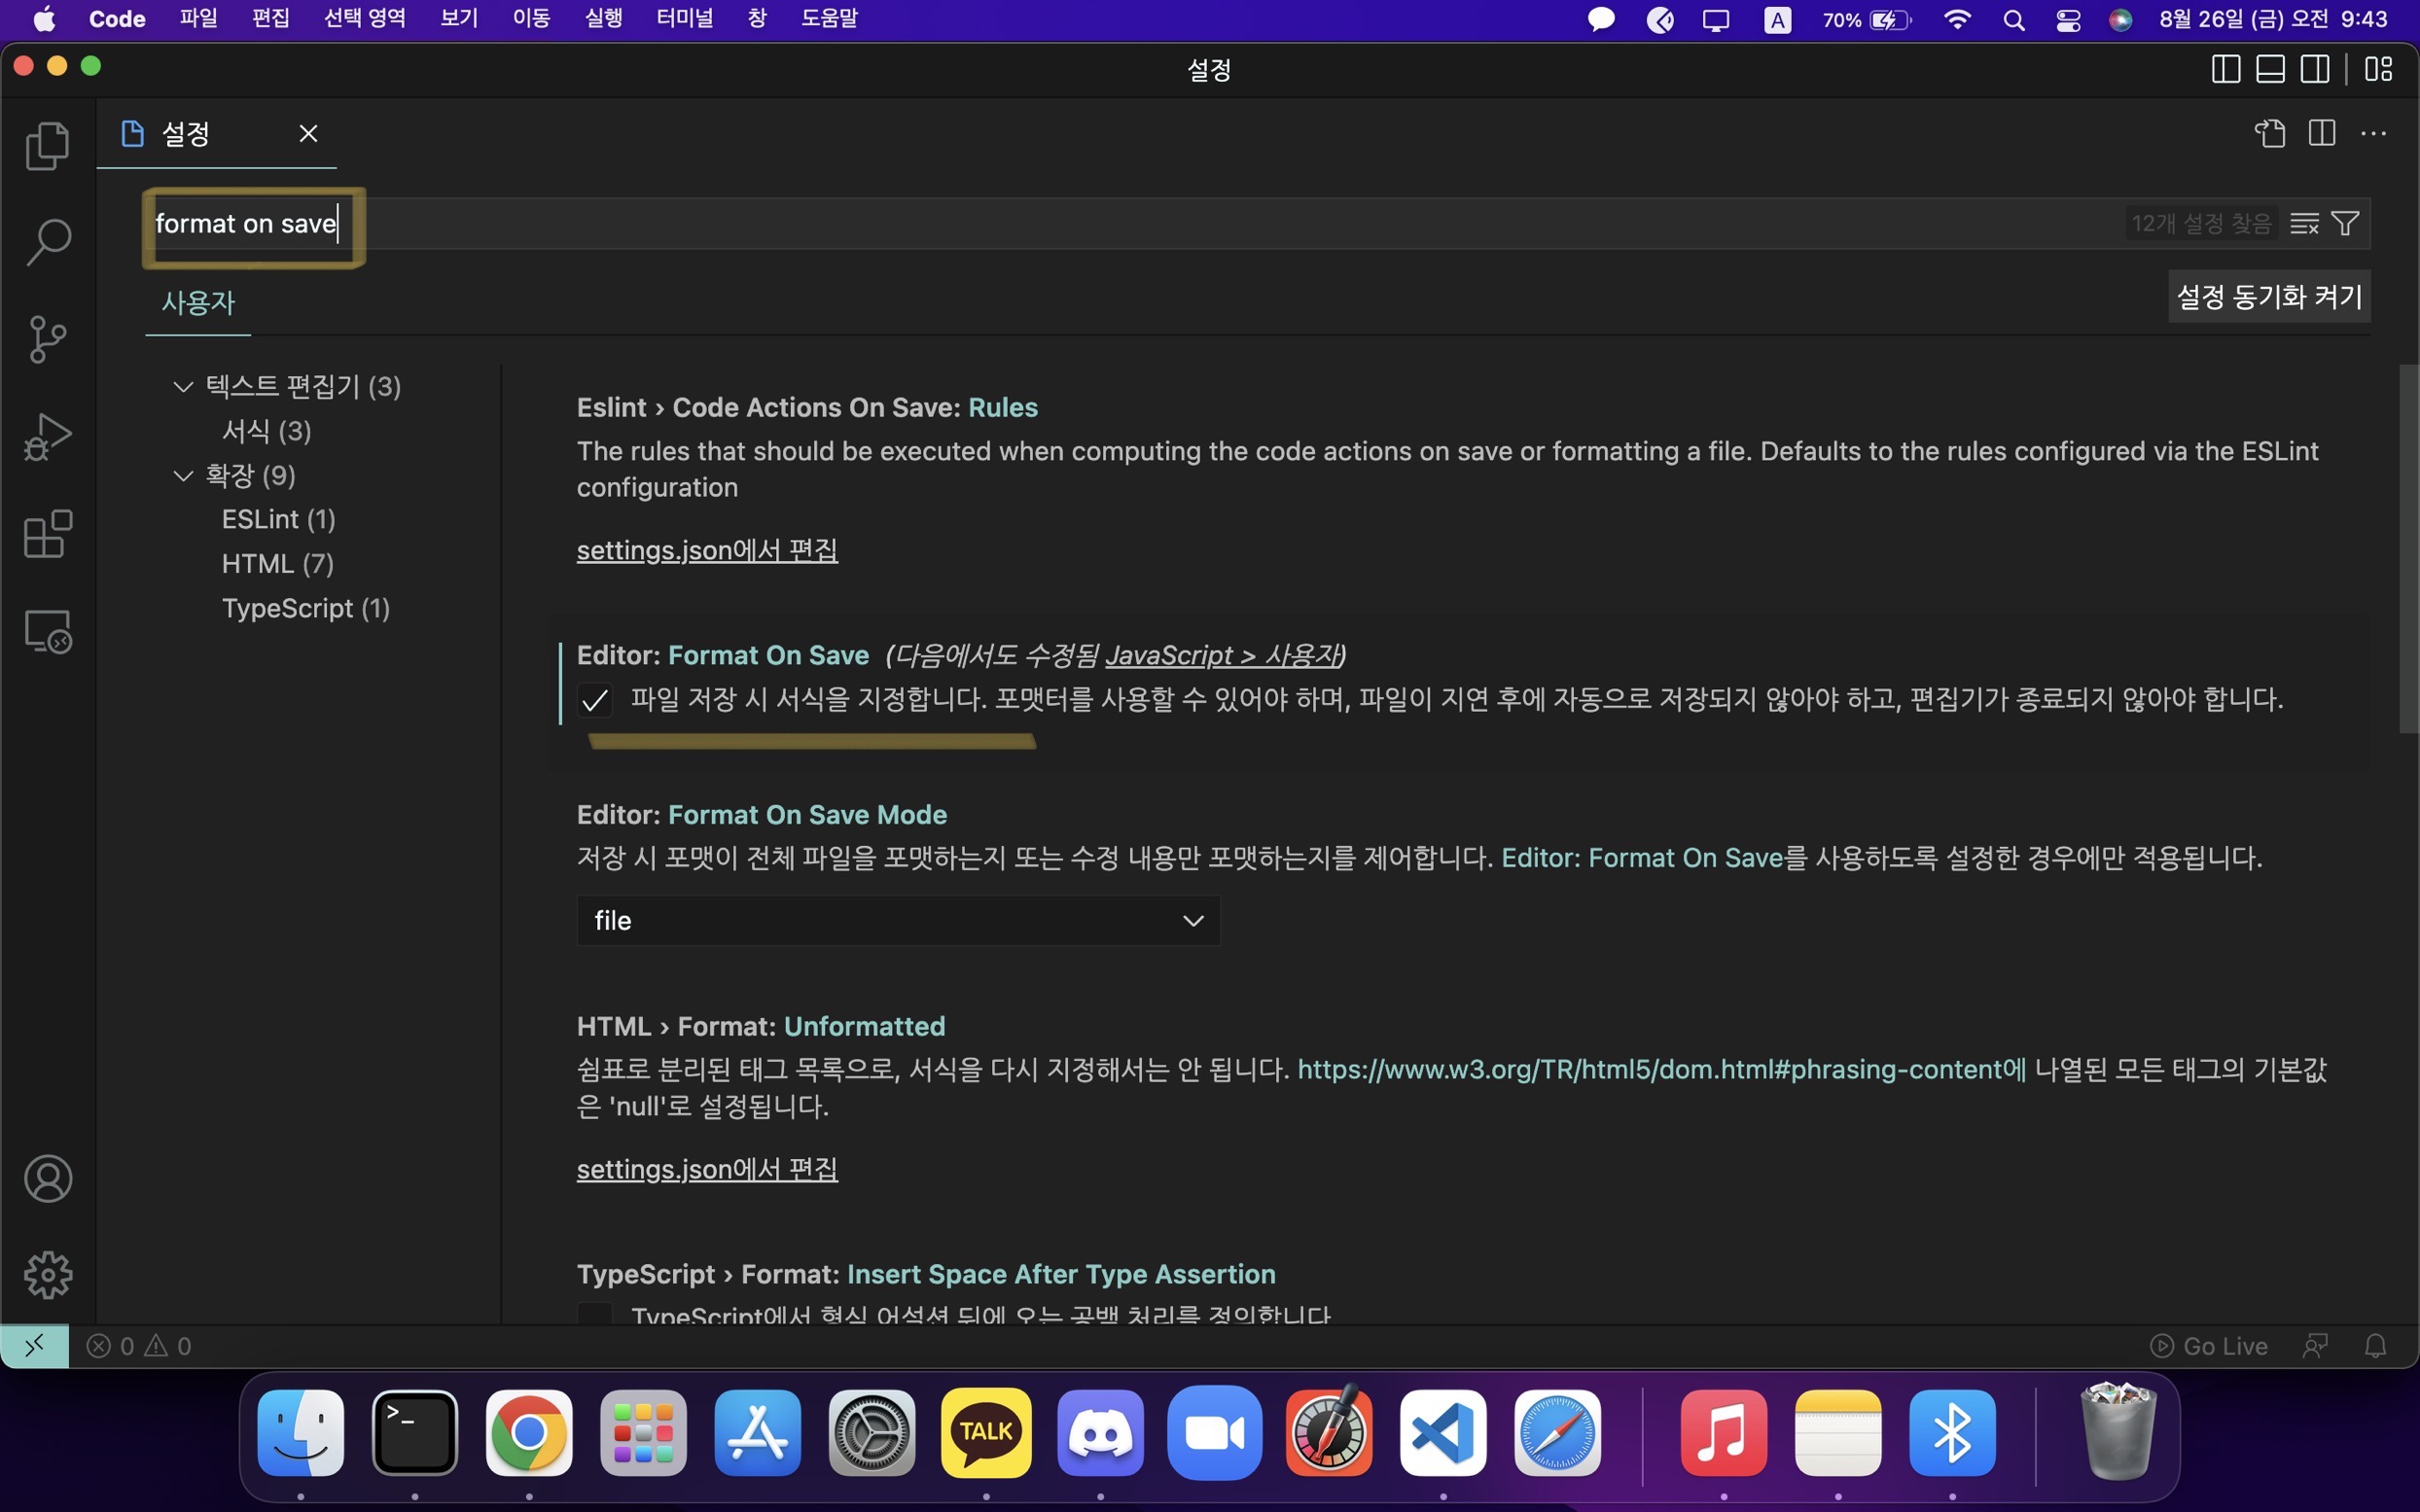 Code 파일 편집 선택 영역 보기 이동 실행 터미널 창 도움말 A 70% 8월 26일 (금) 오전 9:43
설정
설정
format on save
12개 설정 찾음
사용자
설정 동기화 켜기
텍스트 편집기 (3)
서식 (3)
확장 (9)
ESLint (1)
HTML (7)
TypeScript (1)
Eslint › Code Actions On Save: Rules
The rules that should be executed when computing the code actions on save or formatting a file. Defaults to the rules configured via the ESLint
configuration
settings.json에서 편집
Editor: Format On Save (다음에서도 수정됨 JavaScript > 사용자)
파일 저장 시 서식을 지정합니다. 포맷터를 사용할 수 있어야 하며, 파일이 지연 후에 자동으로 저장되지 않아야 하고, 편집기가 종료되지 않아야 합니다.
Editor: Format On Save Mode
저장 시 포맷이 전체 파일을 포맷하는지 또는 수정 내용만 포맷하는지를 제어합니다. Editor: Format On Save를 사용하도록 설정한 경우에만 적용됩니다.
file
HTML › Format: Unformatted
쉼표로 분리된 태그 목록으로, 서식을 다시 지정해서는 안 됩니다. https://www.w3.org/TR/html5/dom.html#phrasing-content에 나열된 모든 태그의 기본값
은 'null'로 설정됩니다.
settings.json에서 편집
TypeScript › Format: Insert Space After Type Assertion
TypeScript에서 형식 어설션 뒤에 오는 공백 처리를 정의합니다
0 0
Go Live
>_
TALK